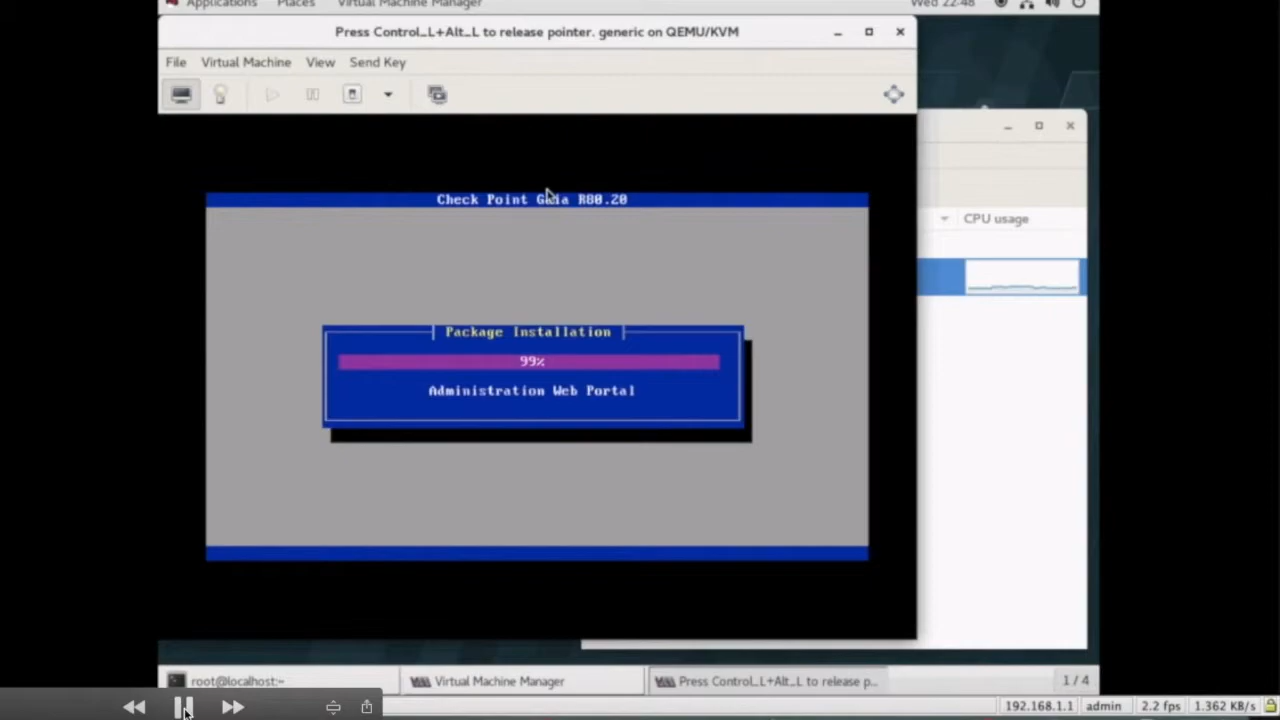 Applications Places Virtual Machine Manager Wed 22:48
Press Control_L+Alt_L to release pointer. generic on QEMU/KVM
File Virtual Machine View Send Key
Check Point Gaia R80.20
CPU usage
Package Installation
99%
Administration Web Portal
root@localhost:~ Virtual Machine Manager Press Control_L+Alt_L to release p... 1 / 4
192.168.1.1 admin 2.2 fps 1.362 KB/s